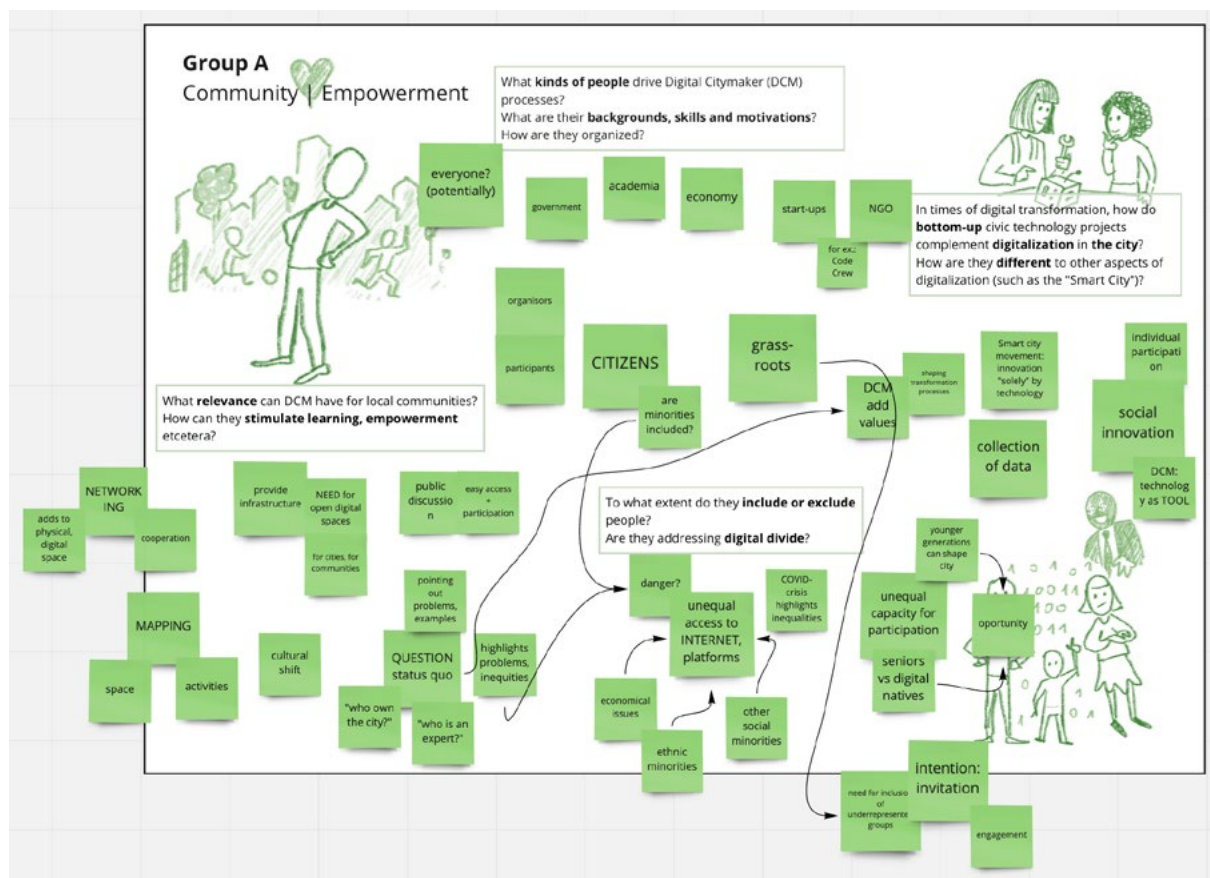 Group A
Community | Empowerment
What kinds of people drive Digital Citymaker (DCM)
processes?
What are their backgrounds, skills and motivations?
How are they organized?
everyone?
(potentially)
government
academia
economy
start-ups
NGO
for ex.:
Code
Crew
In times of digital transformation, how do
bottom-up civic technology projects
complement digitalization in the city?
How are they different to other aspects of
digitalization (such as the "Smart City")?
organisors
participants
CITIZENS
are
minorities
included?
grass-
roots
DCM
add
values
shaping
transformation
processes
Smart city
movement:
innovation
"solely" by
technology
collection
of data
individual
participati
on
social
innovation
DCM:
technolog
y as TOOL
What relevance can DCM have for local communities?
How can they stimulate learning, empowerment
etcetera?
NETWORK
ING
adds to
physical,
digital
space
cooperation
provide
infrastructure
NEED for
open digital
spaces
for cities, for
communities
public
discussio
n
easy access
+
participation
MAPPING
space
activities
cultural
shift
pointing
out
problems,
examples
QUESTION
status quo
highlights
problems,
inequities
"who own
the city?"
"who is an
expert?"
To what extent do they include or exclude
people?
Are they addressing digital divide?
danger?
unequal
access to
INTERNET,
platforms
COVID-
crisis
highlights
inequalities
economical
issues
ethnic
minorities
other
social
minorities
younger
generations
can shape
city
unequal
capacity for
participation
seniors
vs digital
natives
oportunity
need for inclusio
of
underrepresente
groups
intention:
invitation
engagement